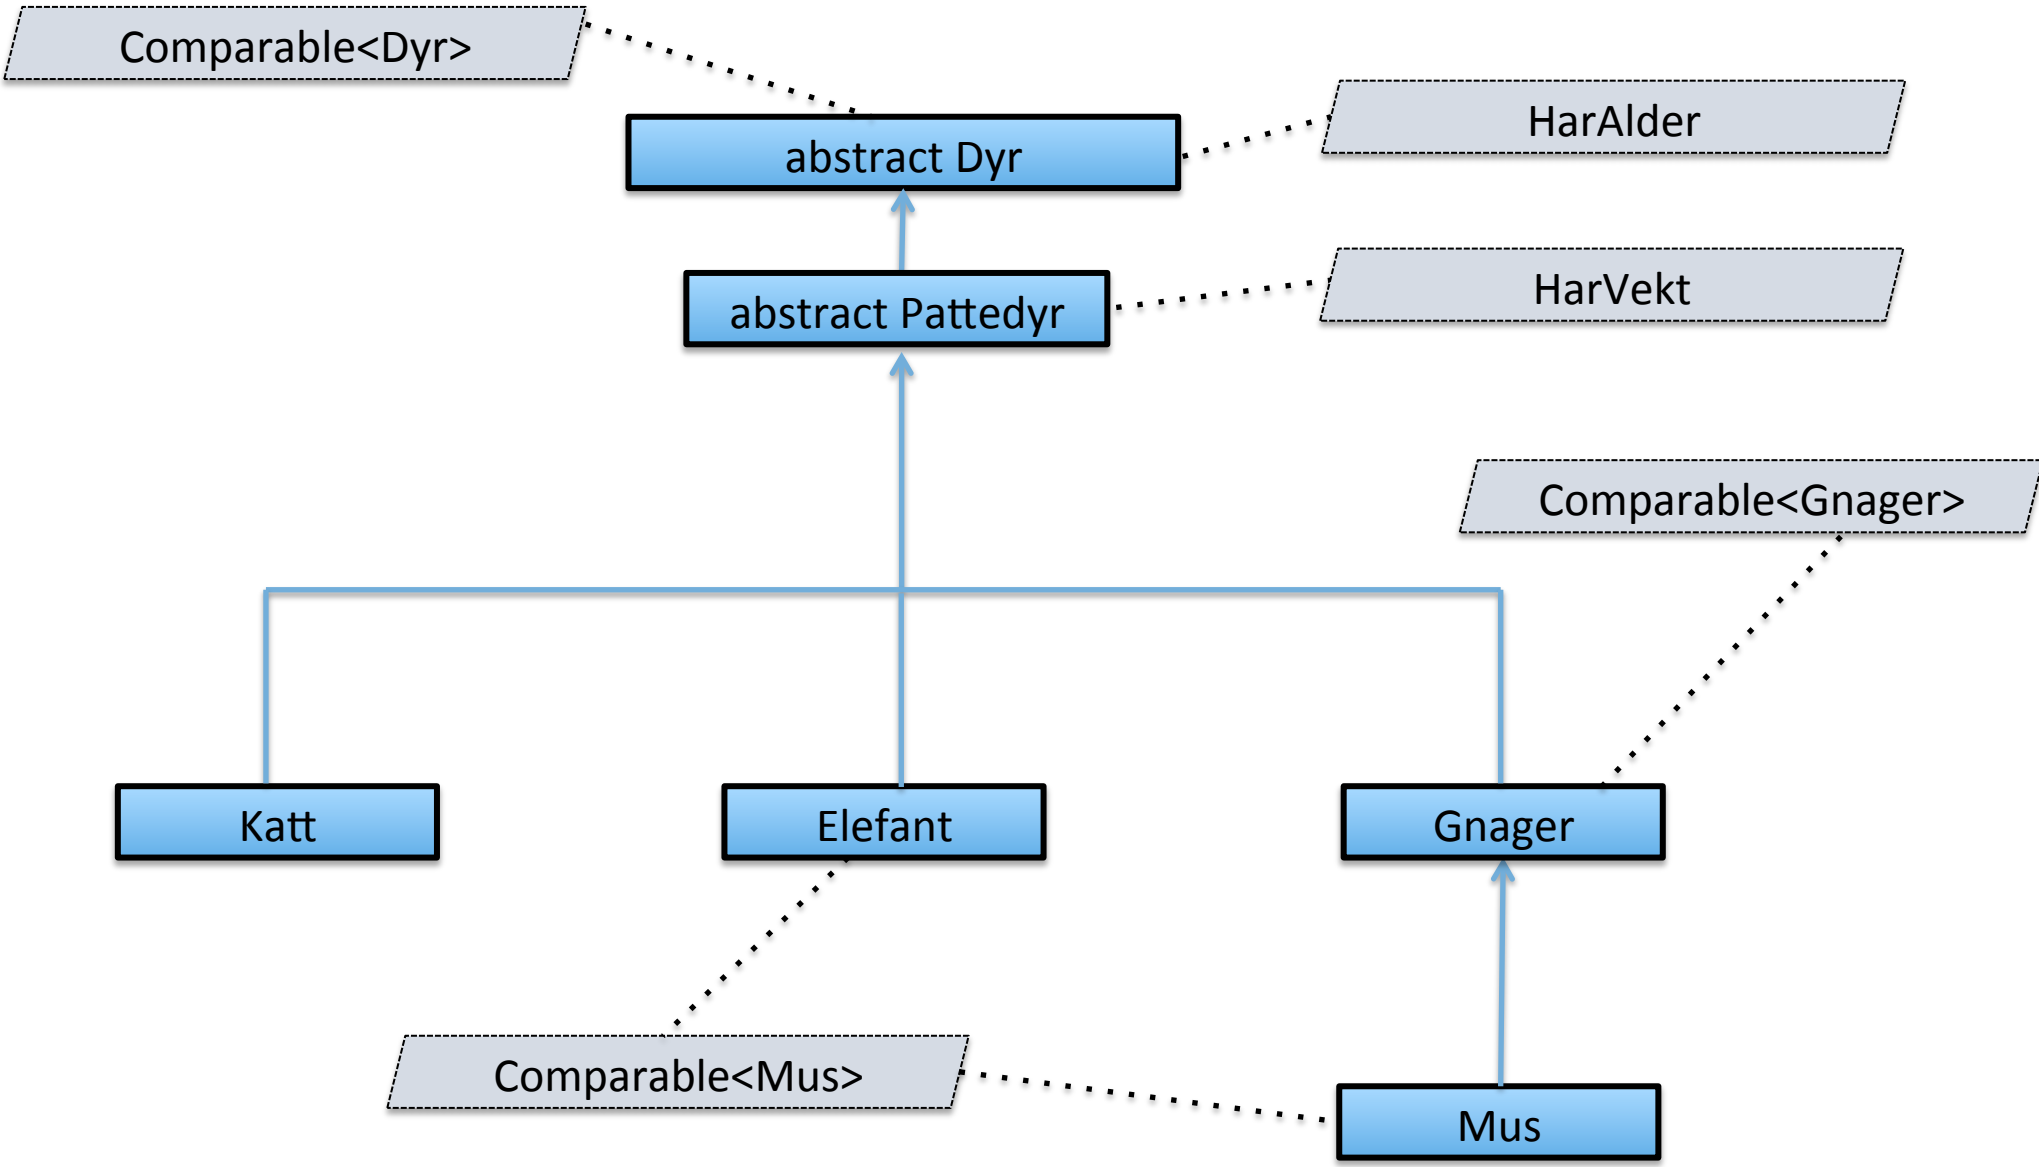 Comparable<Dyr>
HarAlder
abstract Dyr
HarVekt
abstract Pattedyr
Comparable<Gnager>
Katt
Elefant
Gnager
Comparable<Mus>
Mus